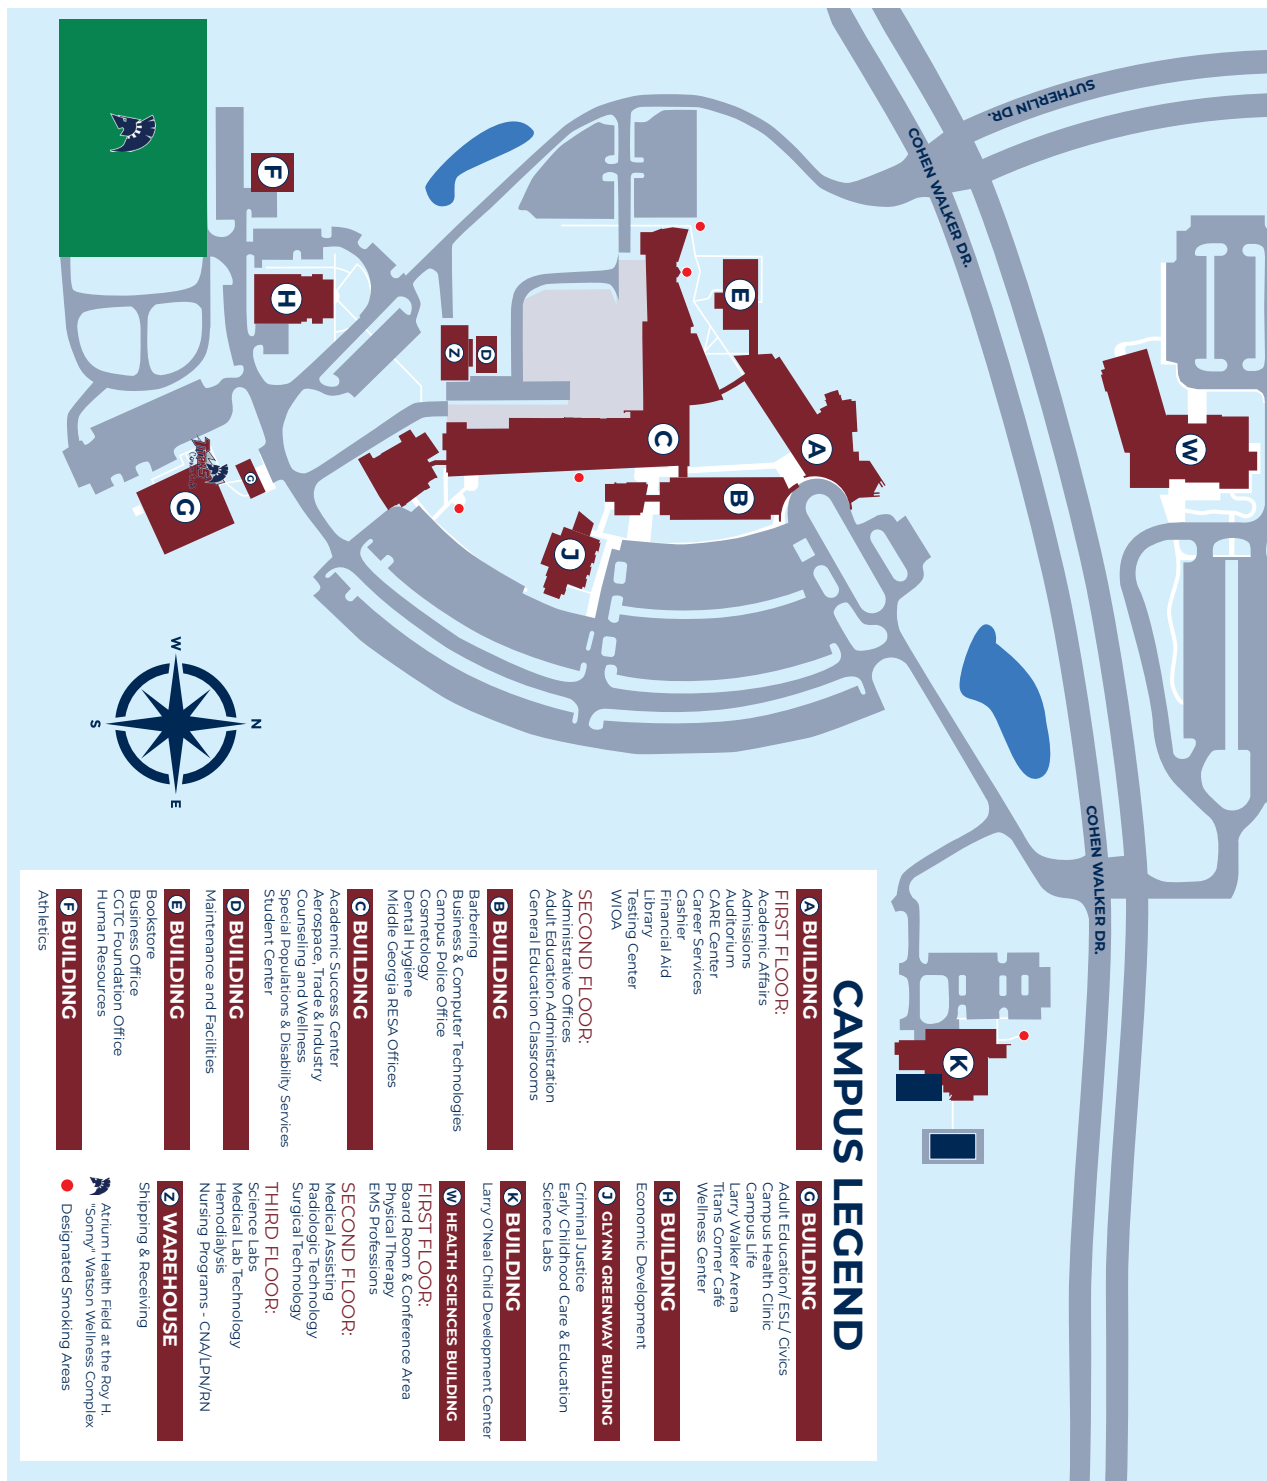 SUTHERLIN DR.
COHEN WALKER DR.
COHEN WALKER DR.
F
H
E
Z
D
C
A
B
W
G
G
J
K
TITANS
W
N
S
E
CAMPUS LEGEND
A BUILDING
FIRST FLOOR:
Academic Affairs
Admissions
Auditorium
CARE Center
Career Services
Cashier
Financial Aid
Library
Testing Center
WIOA
SECOND FLOOR:
Administrative Offices
Adult Education Administration
General Education Classrooms
B BUILDING
Barbering
Business & Computer Technologies
Campus Police Office
Cosmetology
Dental Hygiene
Middle Georgia RESA Offices
C BUILDING
Academic Success Center
Aerospace, Trade & Industry
Counseling and Wellness
Special Populations & Disability Services
Student Center
D BUILDING
Maintenance and Facilities
E BUILDING
Bookstore
Business Office
CGTC Foundation Office
Human Resources
F BUILDING
Athletics
G BUILDING
Adult Education/ ESL/ Civics
Campus Health Clinic
Campus Life
Larry Walker Arena
Titans Corner Café
Wellness Center
H BUILDING
Economic Development
J GLYNN GREENWAY BUILDING
Criminal Justice
Early Childhood Care & Education
Science Labs
K BUILDING
Larry O'Neal Child Development Center
W HEALTH SCIENCES BUILDING
FIRST FLOOR:
Board Room & Conference Area
Physical Therapy
EMS Professions
SECOND FLOOR:
Medical Assisting
Radiologic Technology
Surgical Technology
THIRD FLOOR:
Science Labs
Medical Lab Technology
Hemodialysis
Nursing Programs - CNA/LPN/RN
Z WAREHOUSE
Shipping & Receiving
Atrium Health Field at the Roy H.
"Sonny" Watson Wellness Complex
Designated Smoking Areas